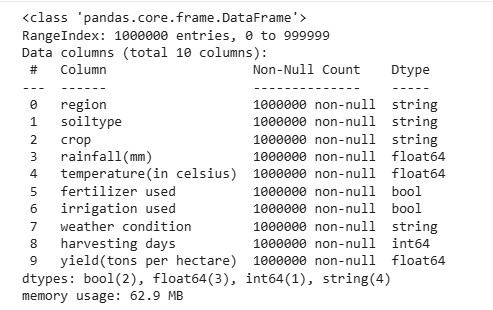 <class 'pandas.core.frame.DataFrame'>
RangeIndex: 1000000 entries, 0 to 999999
Data columns (total 10 columns):
 #   Column                   Non-Null Count    Dtype
---  ------                   --------------    -----
 0   region                   1000000 non-null  string
 1   soiltype                 1000000 non-null  string
 2   crop                     1000000 non-null  string
 3   rainfall(mm)             1000000 non-null  float64
 4   temperature(in celsius)  1000000 non-null  float64
 5   fertilizer used          1000000 non-null  bool
 6   irrigation used          1000000 non-null  bool
 7   weather condition        1000000 non-null  string
 8   harvesting days          1000000 non-null  int64
 9   yield(tons per hectare)  1000000 non-null  float64
dtypes: bool(2), float64(3), int64(1), string(4)
memory usage: 62.9 MB